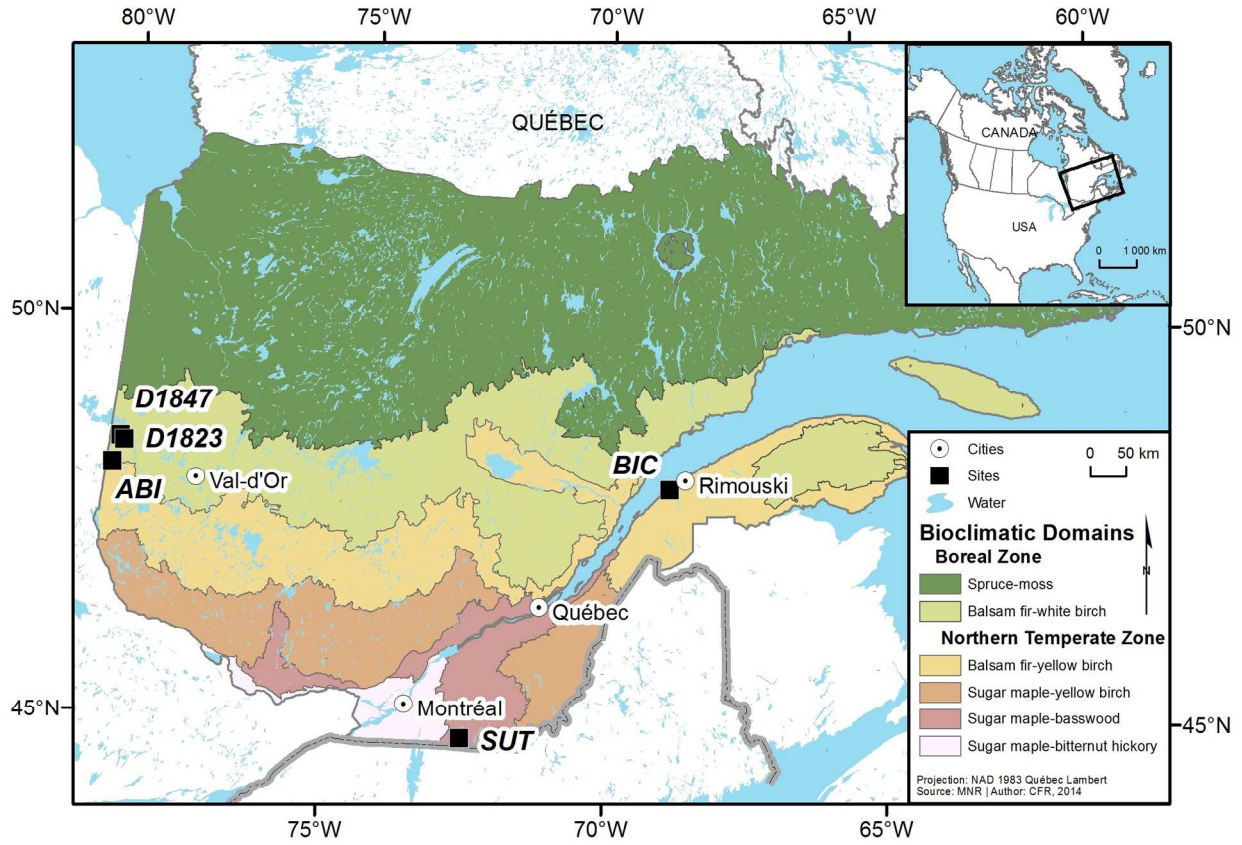 80°W 75°W 70°W 65°W 60°W
QUÉBEC
CANADA
USA
0 1 000 km
50°N
50°N
D1847
D1823
ABI
Val-d'Or
BIC
Rimouski
Québec
Montréal
SUT
45°N
45°N
Cities
0 50 km
Sites
Water
Bioclimatic Domains
Boreal Zone
N
Spruce-moss
Balsam fir-white birch
Northern Temperate Zone
Balsam fir-yellow birch
Sugar maple-yellow birch
Sugar maple-basswood
Sugar maple-bitternut hickory
Projection: NAD 1983 Québec Lambert
Source: MNR | Author: CFR, 2014
75°W 70°W 65°W